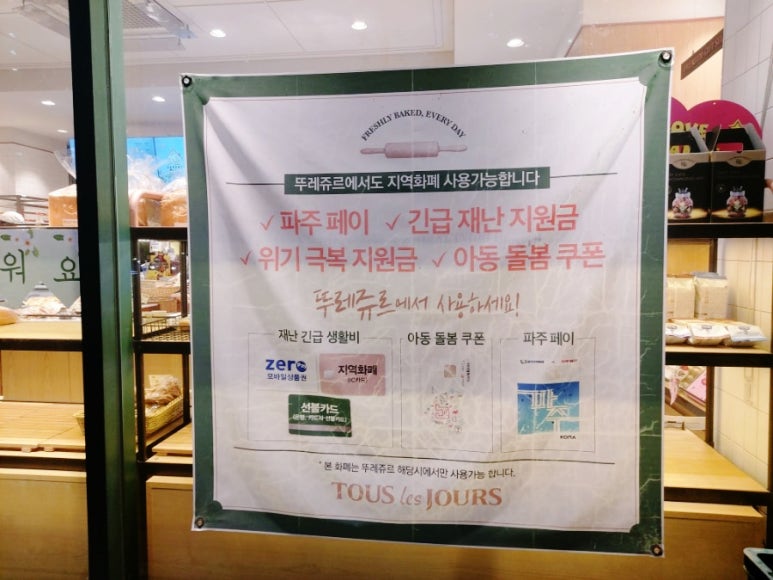 FRESHLY BAKED, EVERY DAY
뚜레쥬르에서도 지역화폐 사용가능합니다
✓ 파주 페이 ✓ 긴급 재난 지원금
✓ 위기 극복 지원금 ✓ 아동 돌봄 쿠폰
뚜레쥬르에서 사용하세요!
재난 긴급 생활비
아동 돌봄 쿠폰
파주 페이
zero
모바일상품권
지역화폐
(IC카드)
선불카드
KONA
* 본 화폐는 뚜레쥬르 해당시에서만 사용가능 합니다.
TOUS les JOURS
워요